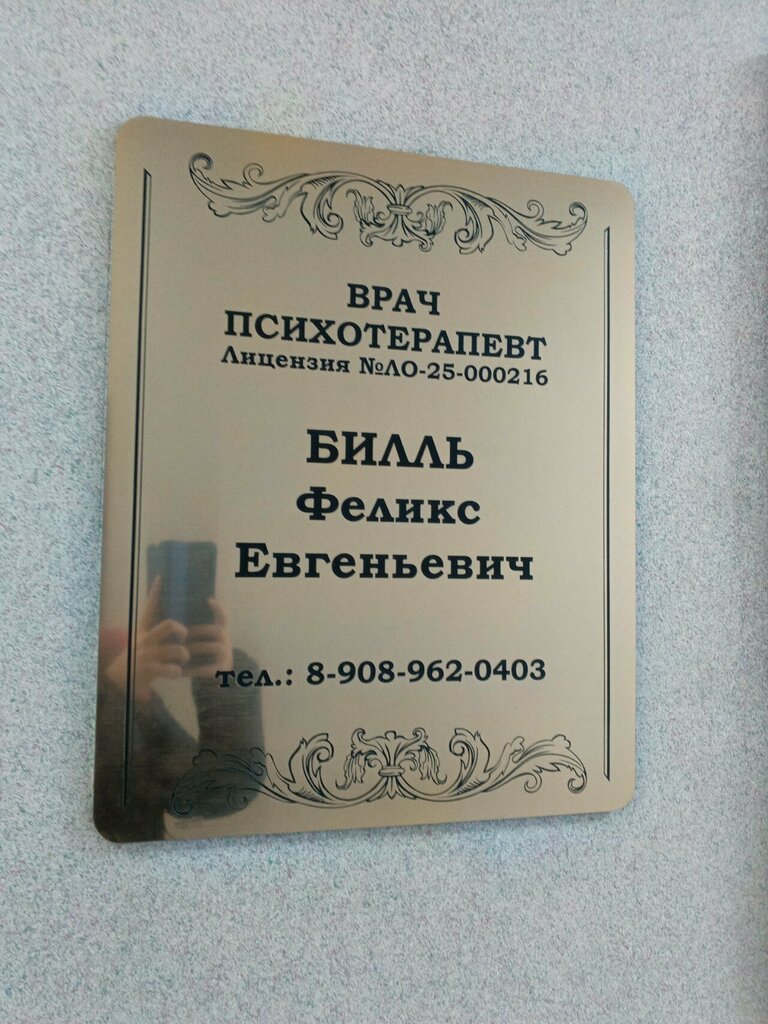 ВРАЧ
ПСИХОТЕРАПЕВТ
Лицензия №ЛО-25-000216
БИЛЛЬ
Феликс
Евгеньевич
тел.: 8-908-962-0403